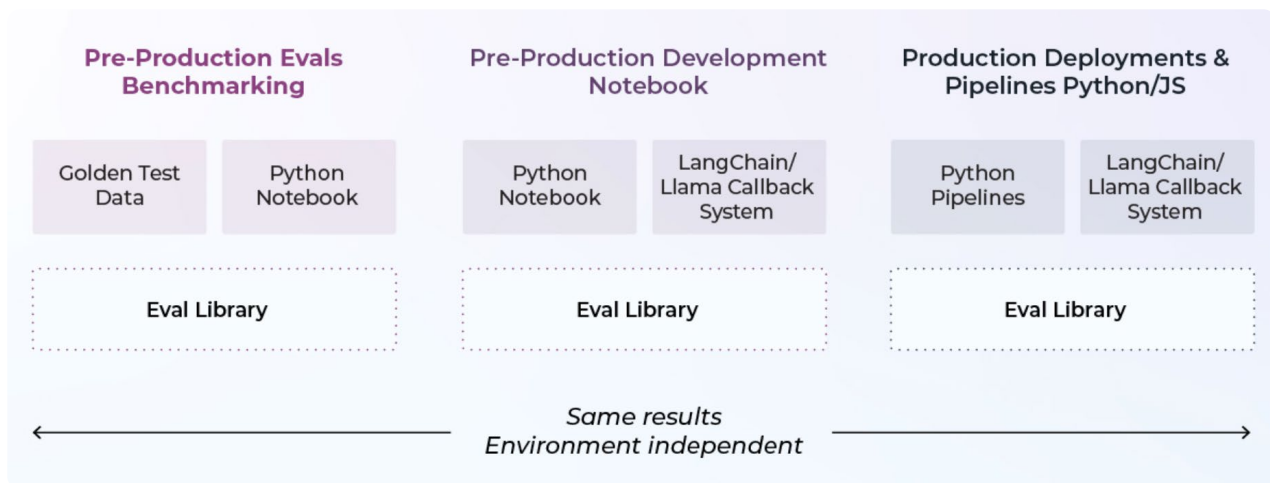 Pre-Production Evals
Benchmarking
Pre-Production Development
Notebook
Production Deployments &
Pipelines Python/JS
Golden Test
Data
Python
Notebook
Python
Notebook
LangChain/
Llama Callback
System
Python
Pipelines
LangChain/
Llama Callback
System
Eval Library
Eval Library
Eval Library
Same results
Environment independent